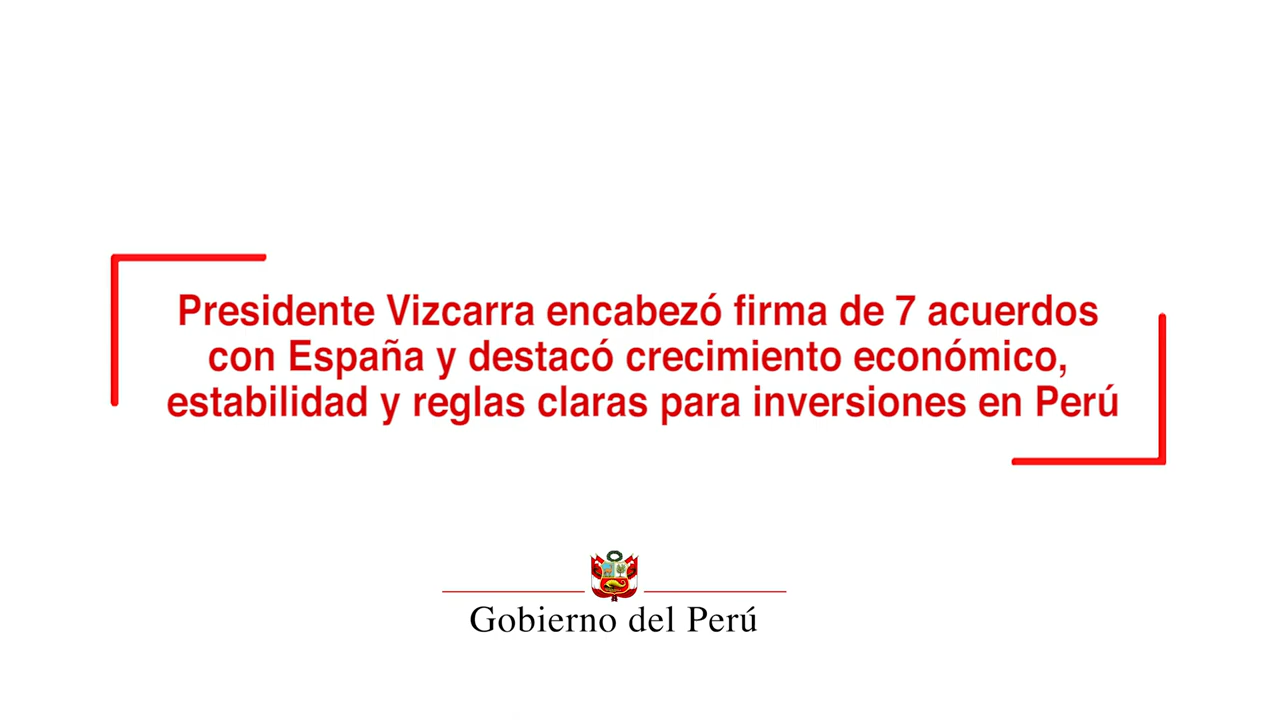 Presidente Vizcarra encabezó firma de 7 acuerdos
con España y destacó crecimiento económico,
estabilidad y reglas claras para inversiones en Perú
Gobierno del Perú